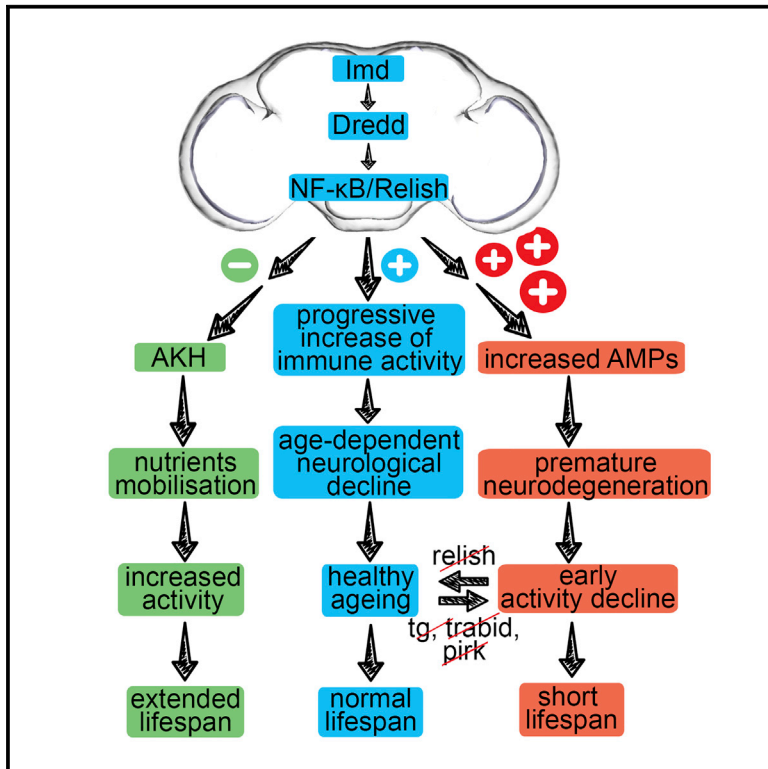 Imd
Dredd
NF-κB/Relish
−
+
+
+
+
AKH
progressive
increase of
immune activity
increased AMPs
nutrients
mobilisation
age-dependent
neurological
decline
premature
neurodegeneration
increased
activity
healthy
ageing
relish
tg, trabid,
pirk
early
activity decline
extended
lifespan
normal
lifespan
short
lifespan